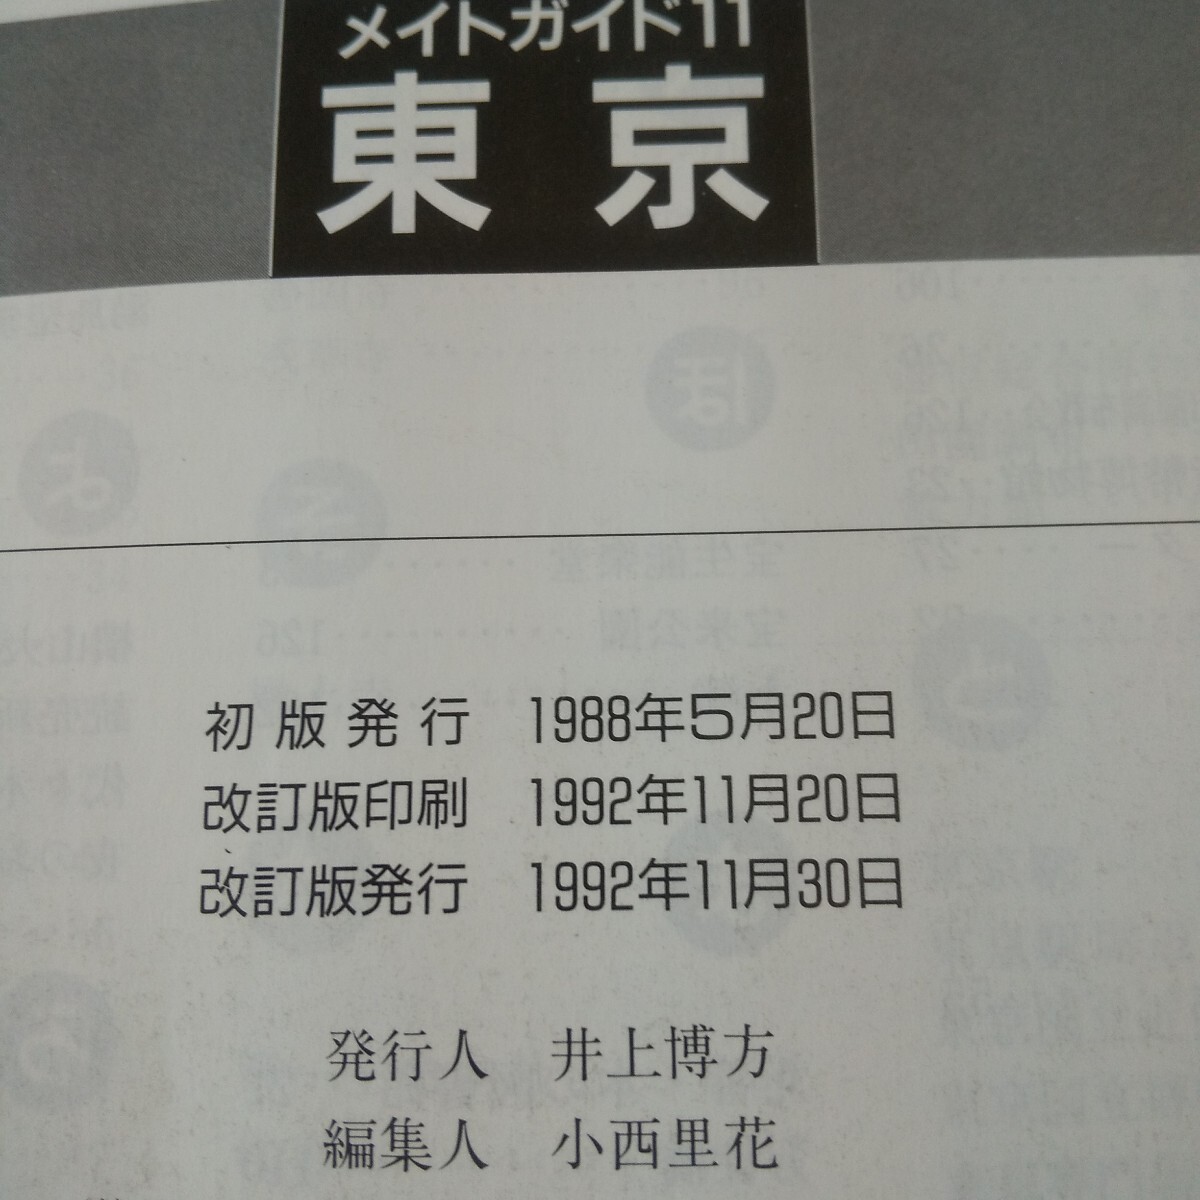 メイトガイド11
東京
初版発行 1988年5月20日
改訂版印刷 1992年11月20日
改訂版発行 1992年11月30日
発行人 井上博方
編集人 小西里花